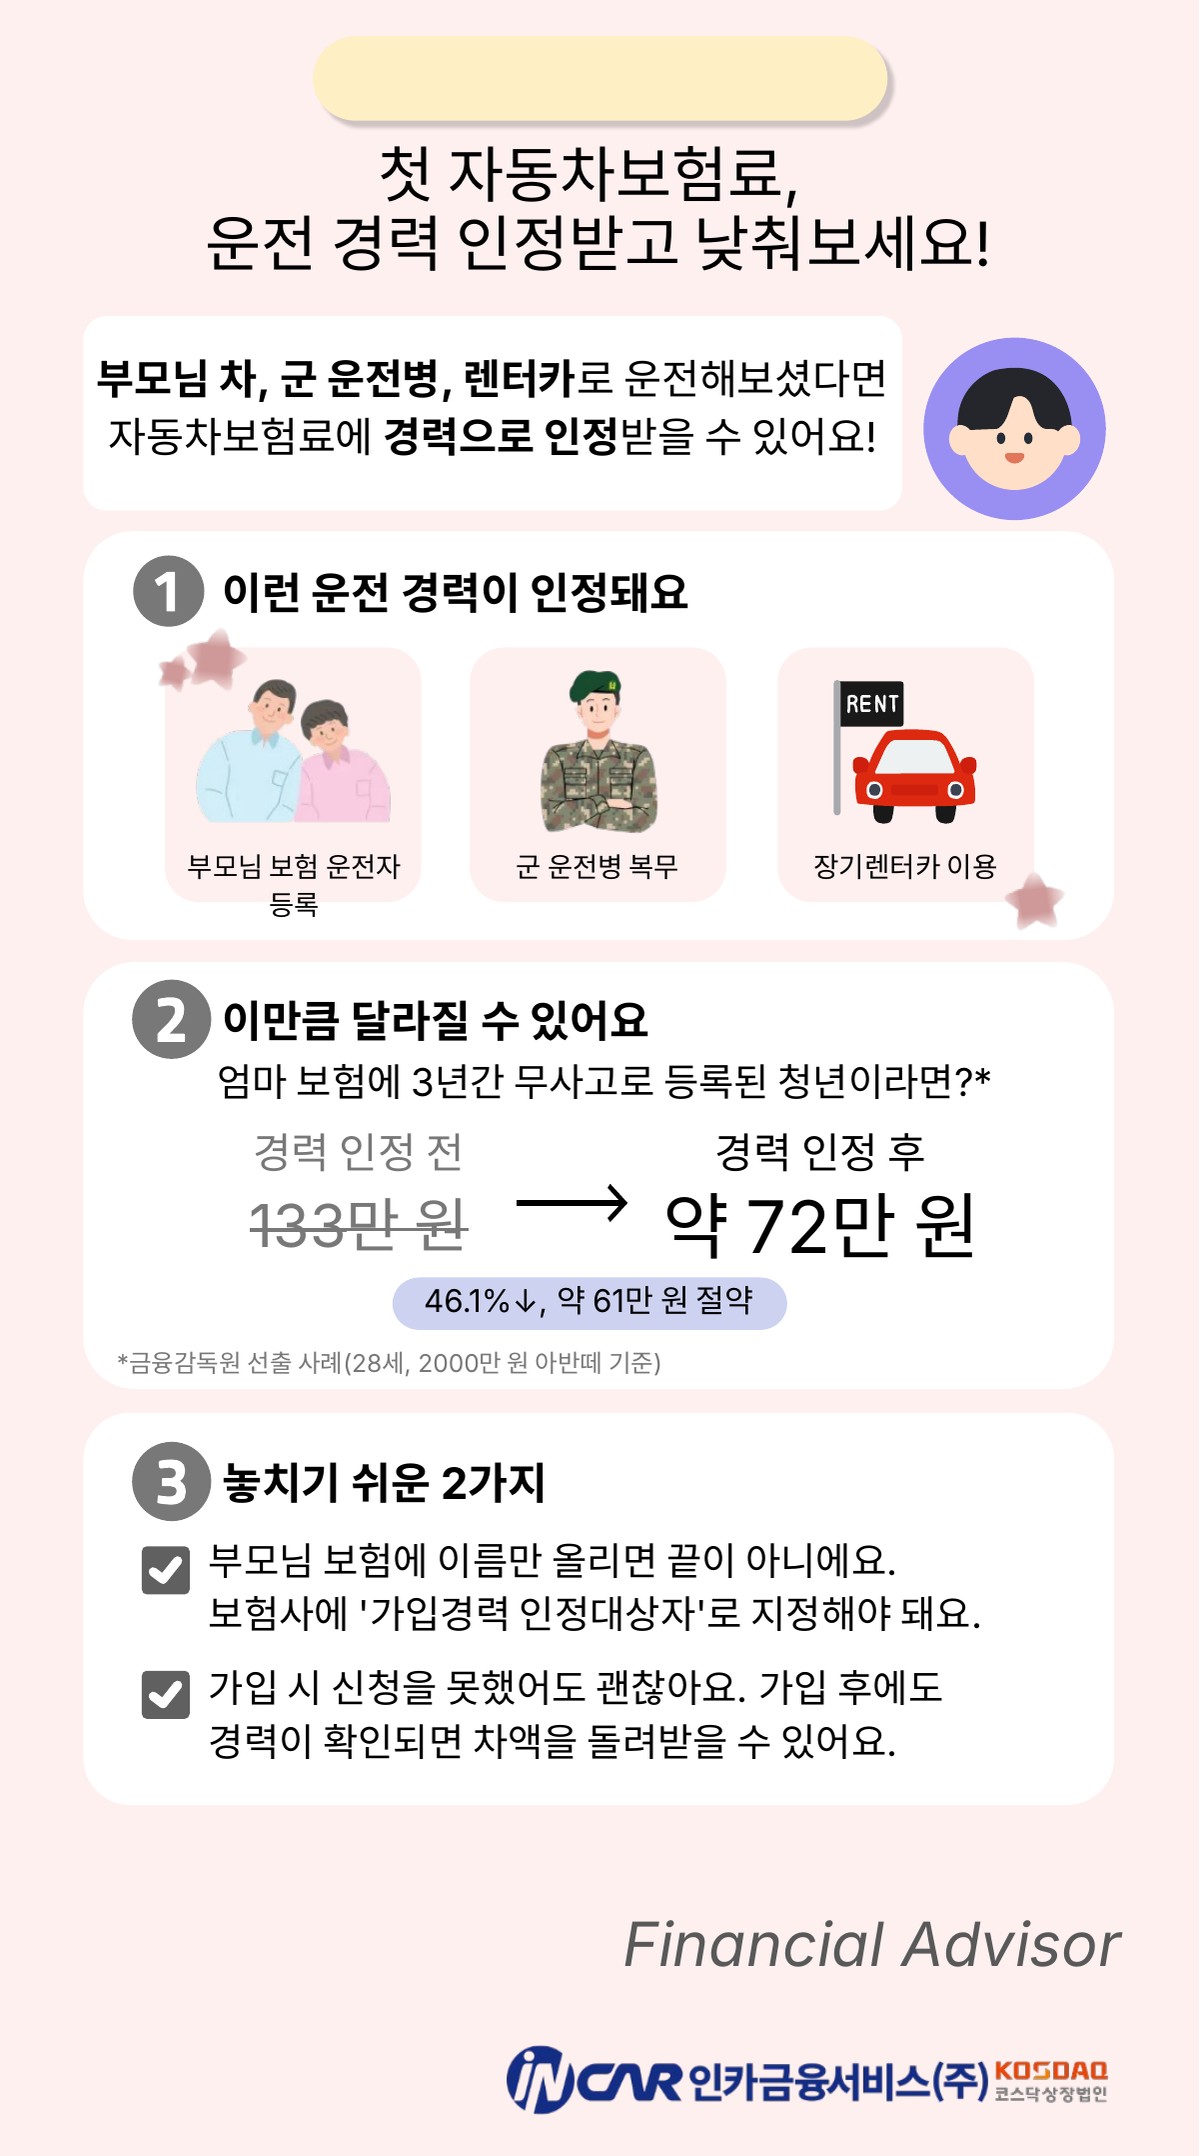 첫 자동차보험료,
운전 경력 인정받고 낮춰보세요!
부모님 차, 군 운전병, 렌터카로 운전해보셨다면
자동차보험료에 경력으로 인정받을 수 있어요!
1 이런 운전 경력이 인정돼요
RENT
부모님 보험 운전자
등록
군 운전병 복무
장기렌터카 이용
2 이만큼 달라질 수 있어요
엄마 보험에 3년간 무사고로 등록된 청년이라면?*
경력 인정 전
133만 원
→
경력 인정 후
약 72만 원
46.1%↓, 약 61만 원 절약
*금융감독원 선출 사례(28세, 2000만 원 아반떼 기준)
3 놓치기 쉬운 2가지
부모님 보험에 이름만 올리면 끝이 아니에요.
보험사에 '가입경력 인정대상자'로 지정해야 돼요.
가입 시 신청을 못했어도 괜찮아요. 가입 후에도
경력이 확인되면 차액을 돌려받을 수 있어요.
Financial Advisor
iN CAR 인카금융서비스(주) KOSDAQ
코스닥상장법인